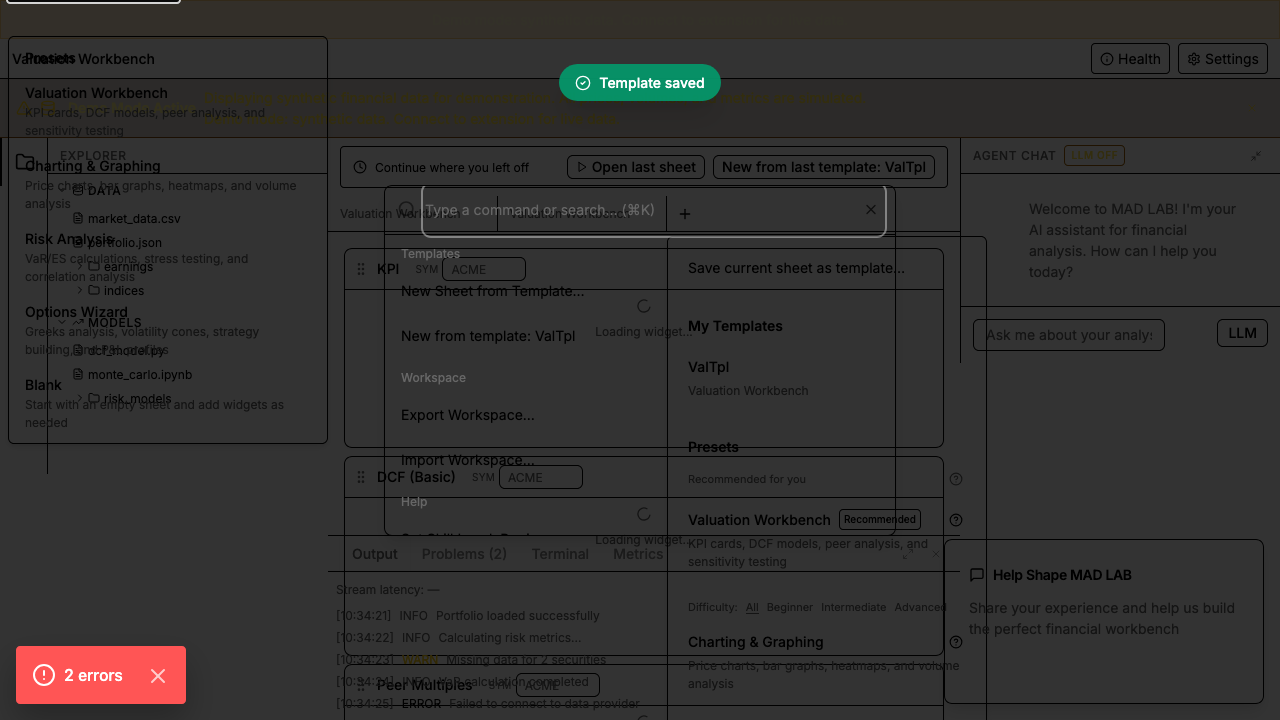 Template saved
Valuation Workbench
Presets
Health
Settings
Valuation Workbench
KPI cards, DCF models, peer analysis, and
sensitivity testing
Charting & Graphing
Price charts, bar graphs, heatmaps, and volume
analysis
Risk Analysis
VaR/ES calculations, stress testing, and
correlation analysis
Options Wizard
Greeks analysis, volatility cones, strategy
building, and P&L profiles
Blank
Start with an empty sheet and add widgets as
needed
EXPLORER
DATA
market_data.csv
portfolio.json
earnings
indices
MODELS
dcf_model.py
monte_carlo.ipynb
risk_models
Continue where you left off
Open last sheet
New from last template: ValTpl
Valuation Workbench
Valuation Workbench
Type a command or search... (⌘K)
Templates
New Sheet from Template...
New from template: ValTpl
Workspace
Export Workspace...
Import Workspace...
Help
KPI
SYM
ACME
Loading widget...
DCF (Basic)
SYM
ACME
Loading widget...
Peer Multiples
SYM
ACME
Save current sheet as template...
My Templates
ValTpl
Valuation Workbench
Presets
Recommended for you
Valuation Workbench
Recommended
KPI cards, DCF models, peer analysis, and
sensitivity testing
Difficulty: All Beginner Intermediate Advanced
Charting & Graphing
Price charts, bar graphs, heatmaps, and volume
analysis
Output
Problems (2)
Terminal
Metrics
Stream latency: —
[10:34:21] INFO Portfolio loaded successfully
[10:34:22] INFO Calculating risk metrics...
[10:34:23] WARN Missing data for 2 securities
[10:34:24] INFO VaR calculation completed
[10:34:25] ERROR Failed to connect to data provider
AGENT CHAT
LLM OFF
Welcome to MAD LAB! I'm your
AI assistant for financial
analysis. How can I help you
today?
Ask me about your analys
LLM
Help Shape MAD LAB
Share your experience and help us build
the perfect financial workbench
2 errors